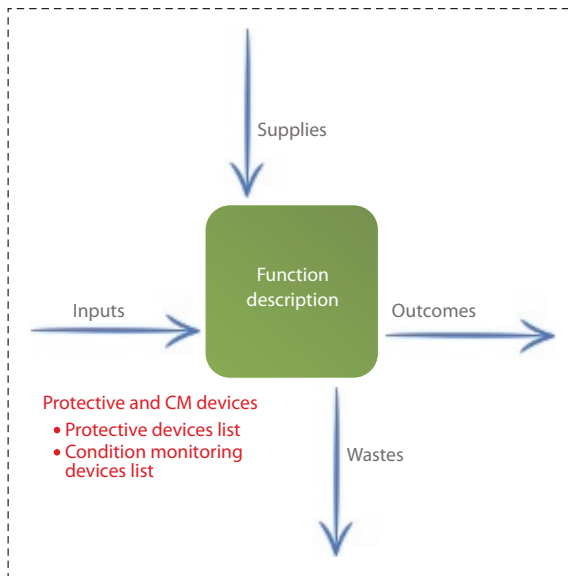 Supplies
Function
description
Inputs
Outcomes
Protective and CM devices
• Protective devices list
• Condition monitoring
devices list
Wastes